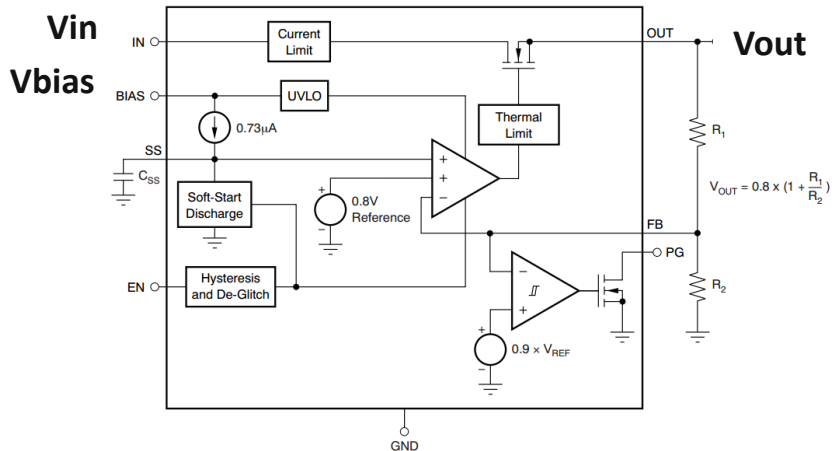 Vin
IN
Current
Limit
OUT
Vout
Vbias
BIAS
UVLO
0.73µA
Thermal
Limit
R1
SS
CSS
+
+
−
Soft-Start
Discharge
+
0.8V
Reference
−
VOUT = 0.8 x (1 + R1/R2)
FB
PG
EN
Hysteresis
and De-Glitch
−
+
R2
+
0.9 × VREF
−
GND